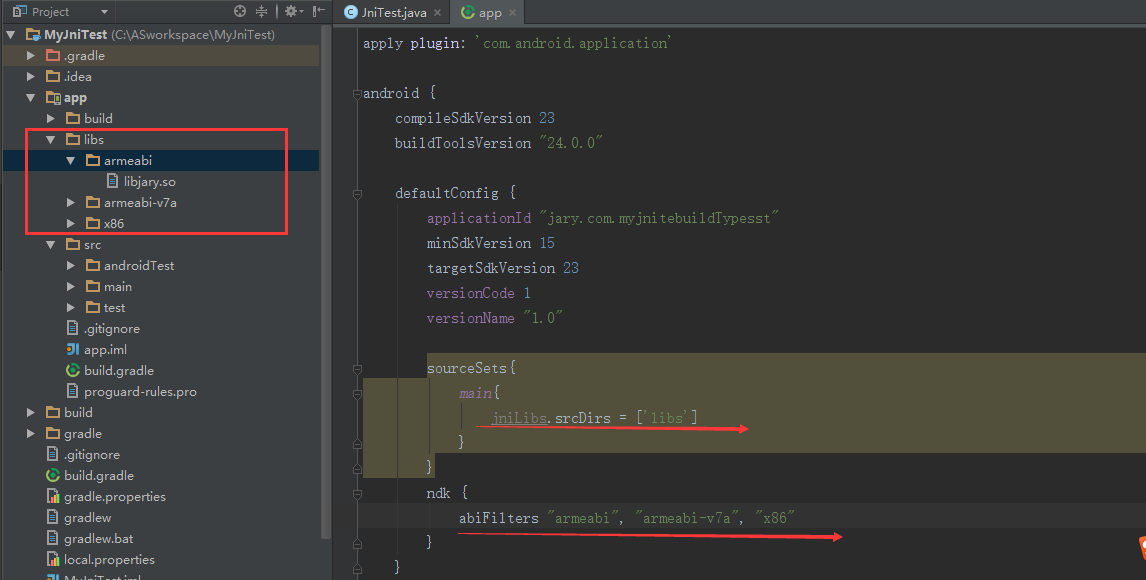 Project
MyJniTest (C:\ASworkspace\MyJniTest)
.gradle
.idea
app
build
libs
armeabi
libjary.so
armeabi-v7a
x86
src
androidTest
main
test
.gitignore
app.iml
build.gradle
proguard-rules.pro
build
gradle
.gitignore
build.gradle
gradle.properties
gradlew
gradlew.bat
local.properties
MyJniTest.iml
JniTest.java
app
apply plugin: 'com.android.application'
android {
compileSdkVersion 23
buildToolsVersion "24.0.0"
defaultConfig {
applicationId "jary.com.myjnitebuildTypesst"
minSdkVersion 15
targetSdkVersion 23
versionCode 1
versionName "1.0"
sourceSets{
main{
jniLibs.srcDirs = ['libs']
}
}
ndk {
abiFilters "armeabi", "armeabi-v7a", "x86"
}
}